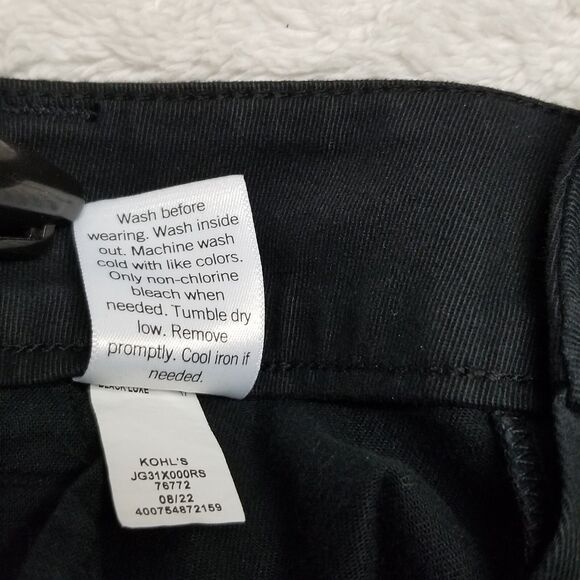 Wash before
wearing. Wash inside
out. Machine wash
cold with like colors.
Only non-chlorine
bleach when
needed. Tumble dry
low. Remove
promptly. Cool iron if
needed.
KOHL'S
JG31X000RS
76772
08/22
400754872159